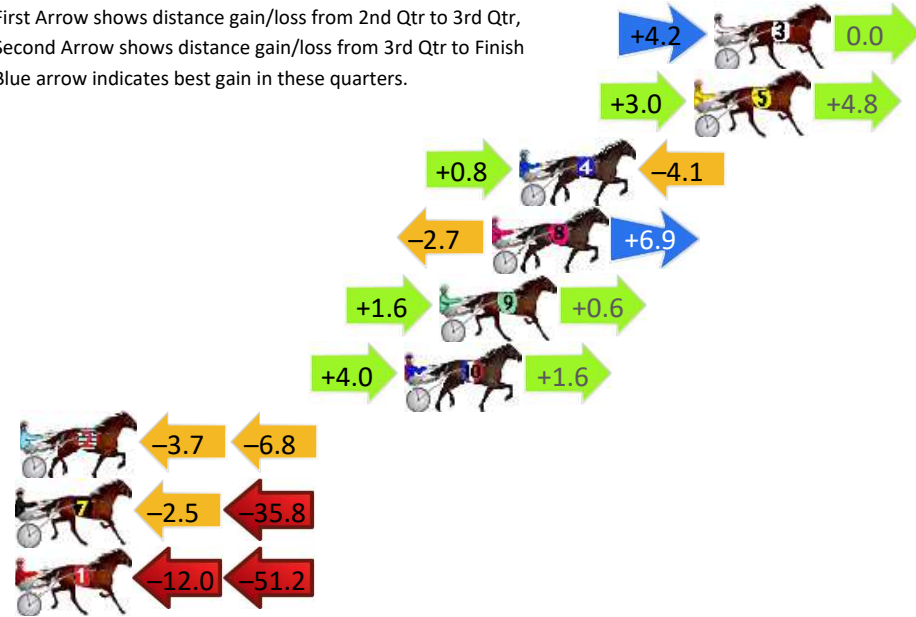 First Arrow shows distance gain/loss from 2nd Qtr to 3rd Qtr,
Second Arrow shows distance gain/loss from 3rd Qtr to Finish
Blue arrow indicates best gain in these quarters.
+4.2 3 0.0
+3.0 5 +4.8
+0.8 4 –4.1
–2.7 8 +6.9
+1.6 9 +0.6
+4.0 10 +1.6
2 –3.7 –6.8
7 –2.5 –35.8
1 –12.0 –51.2